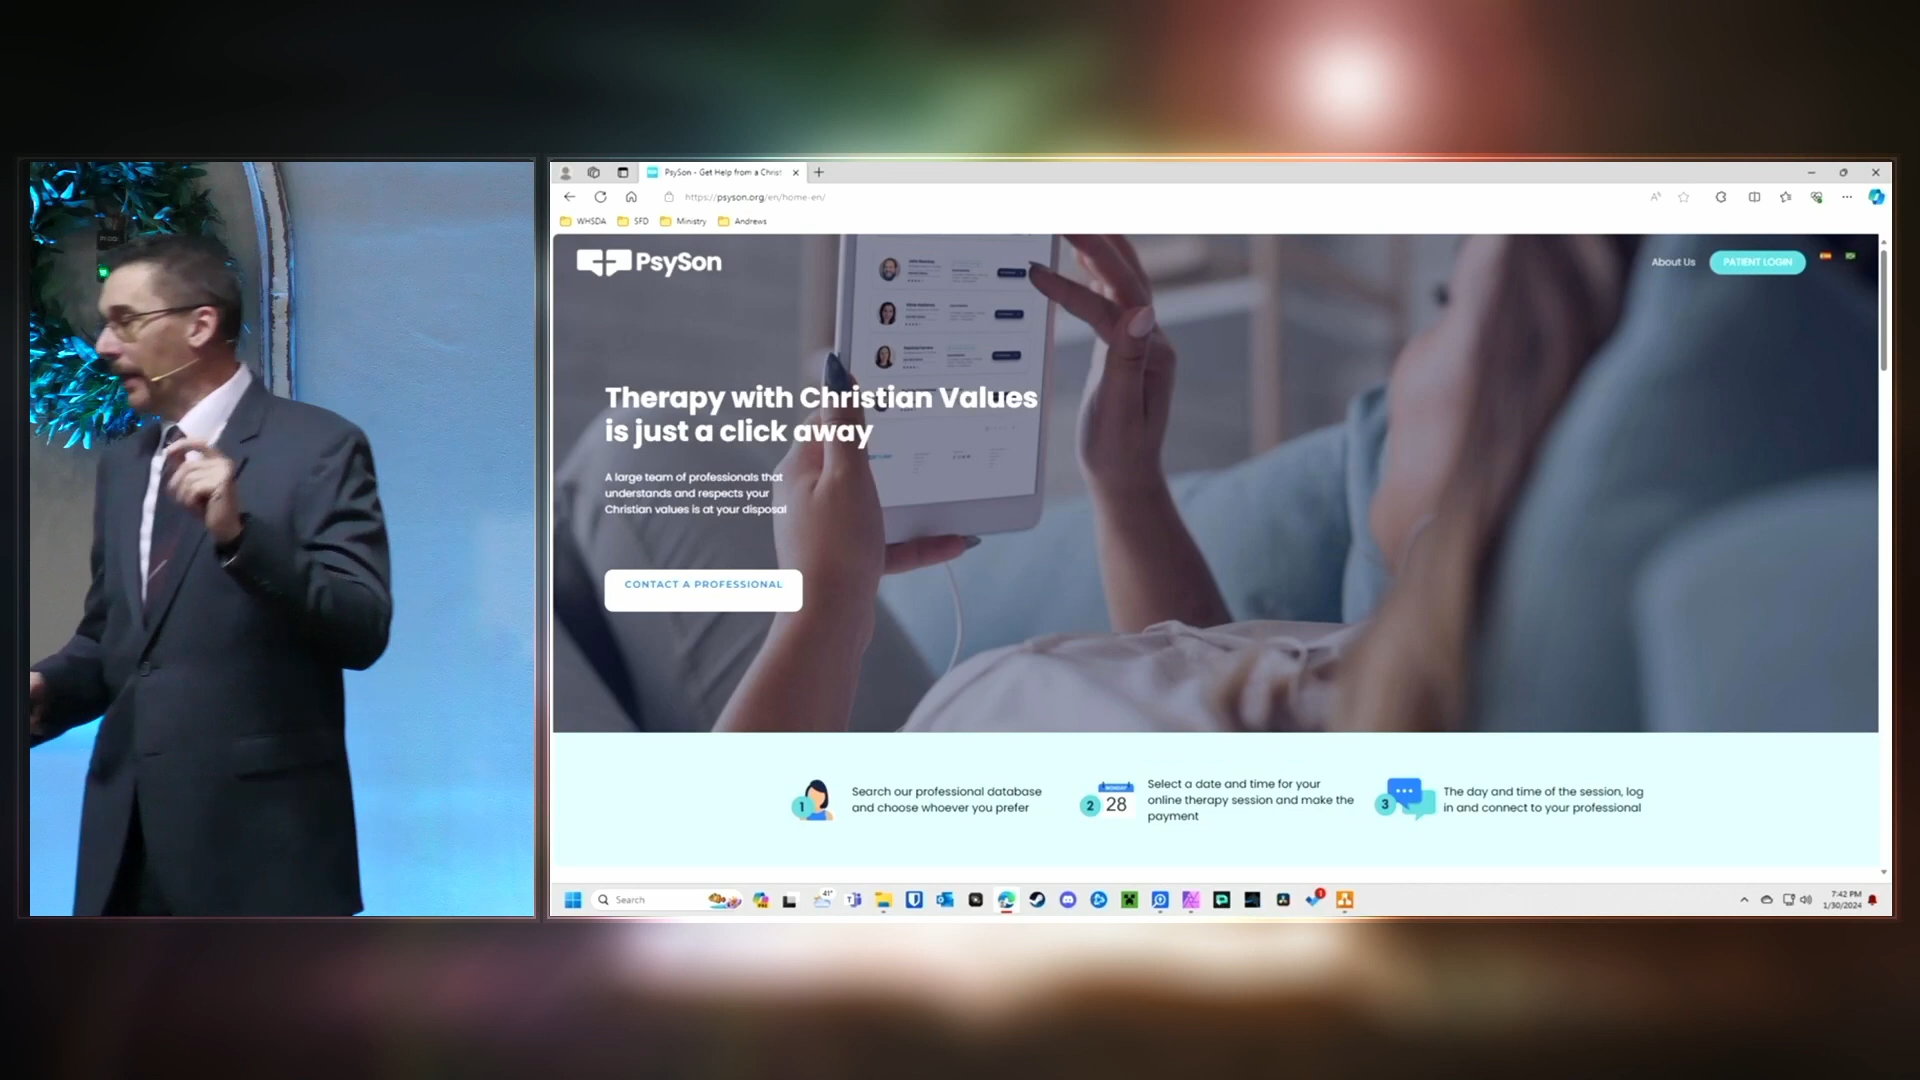 PsySon - Get Help from a Christ
https://psyson.org/en/home-en/
WHSDA
SFD
Ministry
Andrews
PsySon
About Us
PATIENT LOGIN
Therapy with Christian Values
is just a click away
A large team of professionals that
understands and respects your
Christian values is at your disposal
CONTACT A PROFESSIONAL
1
Search our professional database
and choose whoever you prefer
2
MONDAY
28
Select a date and time for your
online therapy session and make the
payment
3
The day and time of the session, log
in and connect to your professional
Search
41°
1
7:42 PM
1/30/2024